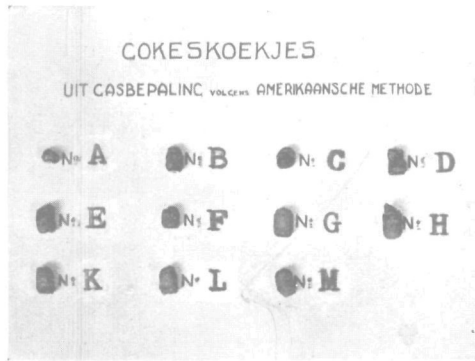 COKESKOEKJES
UIT GASBEPALING VOLGENS AMERIKAANSCHE METHODE
No A No B No C No D
No E No F No G No H
No K No L No M